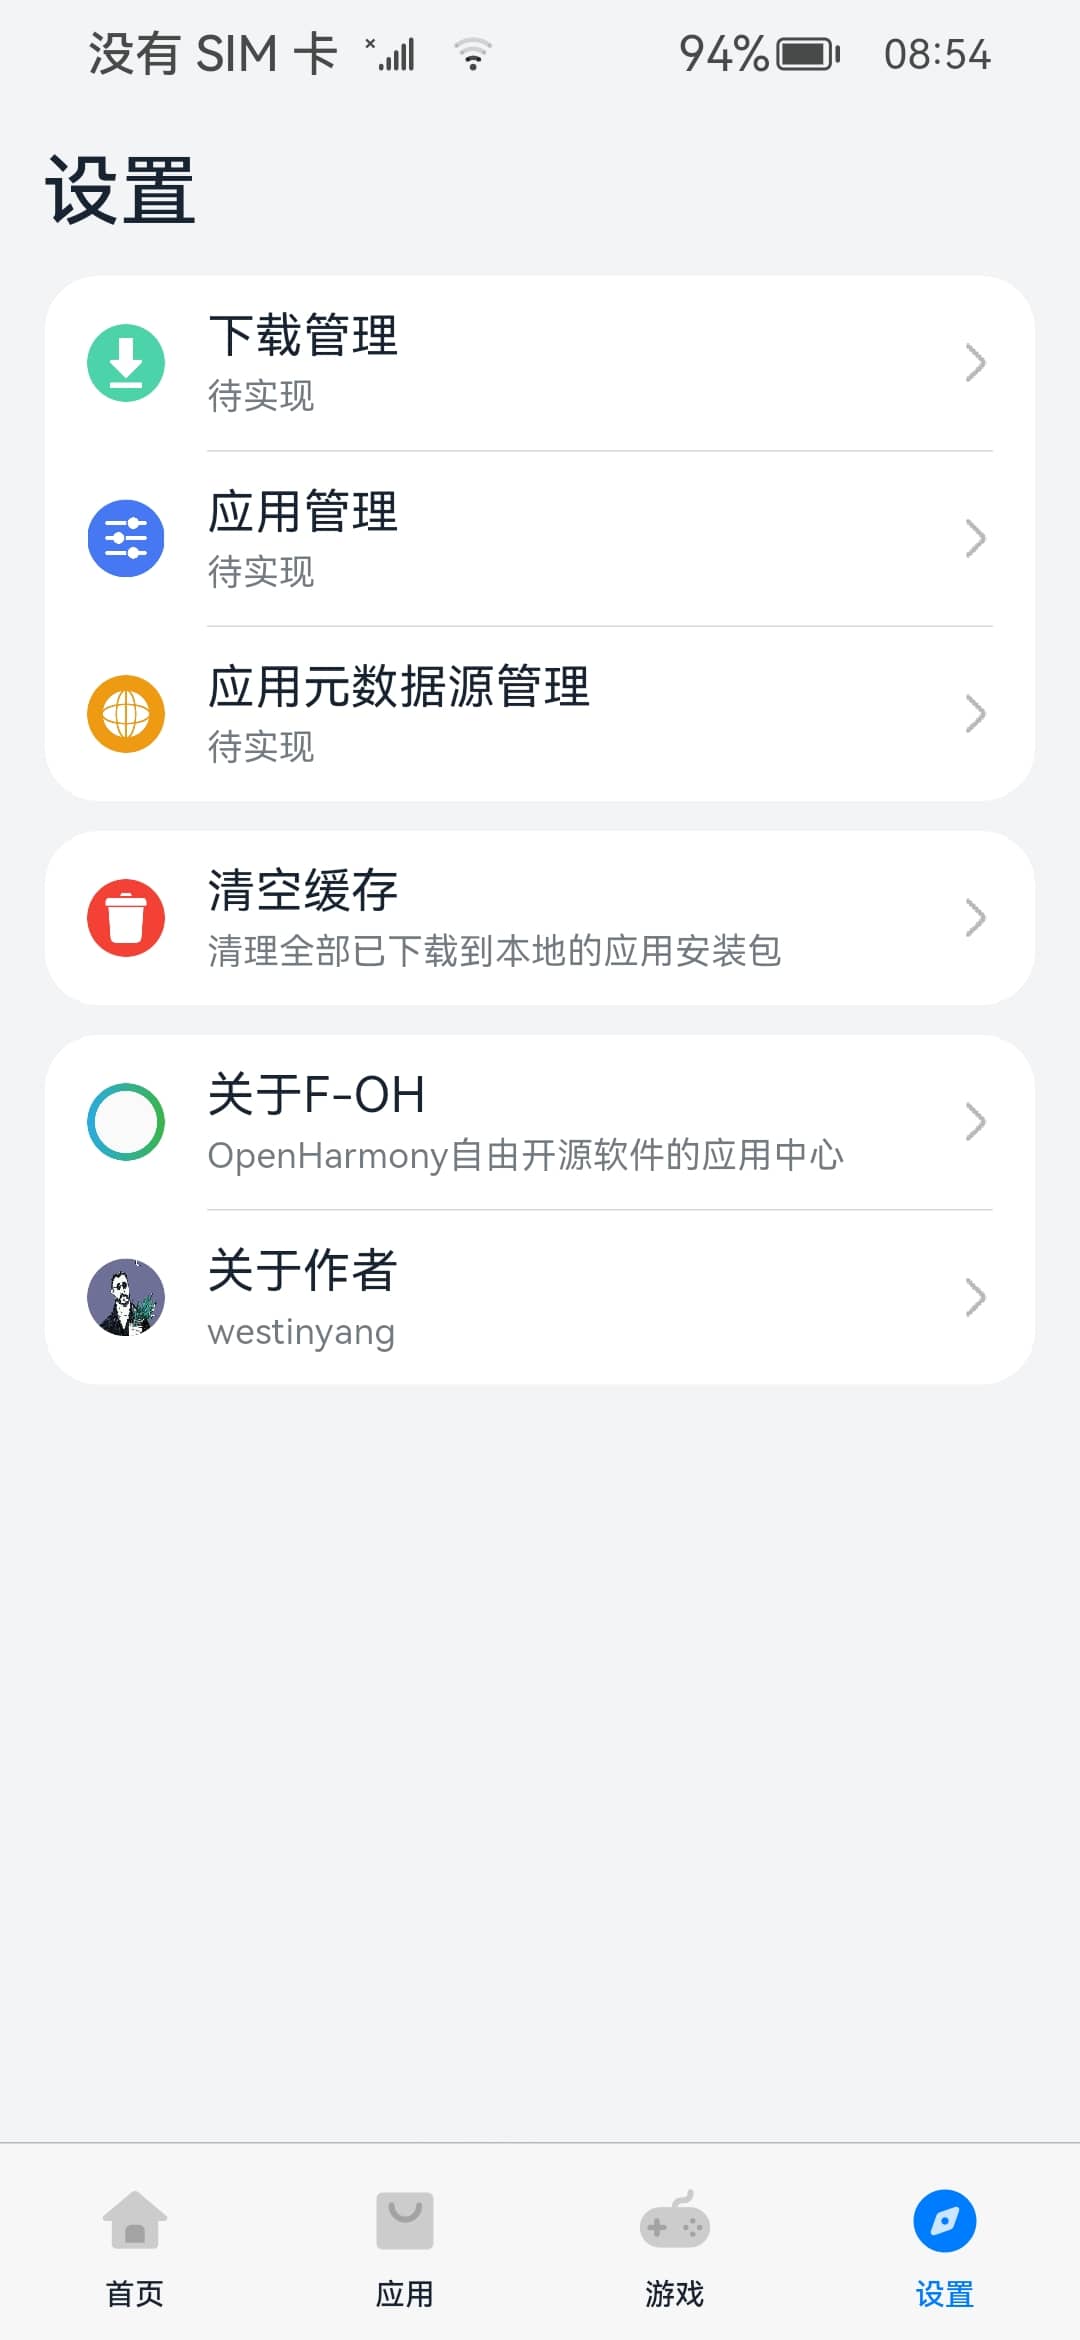 没有 SIM 卡 94% 08:54
设置
下载管理
待实现
应用管理
待实现
应用元数据源管理
待实现
清空缓存
清理全部已下载到本地的应用安装包
关于F-OH
OpenHarmony自由开源软件的应用中心
关于作者
westinyang
首页 应用 游戏 设置